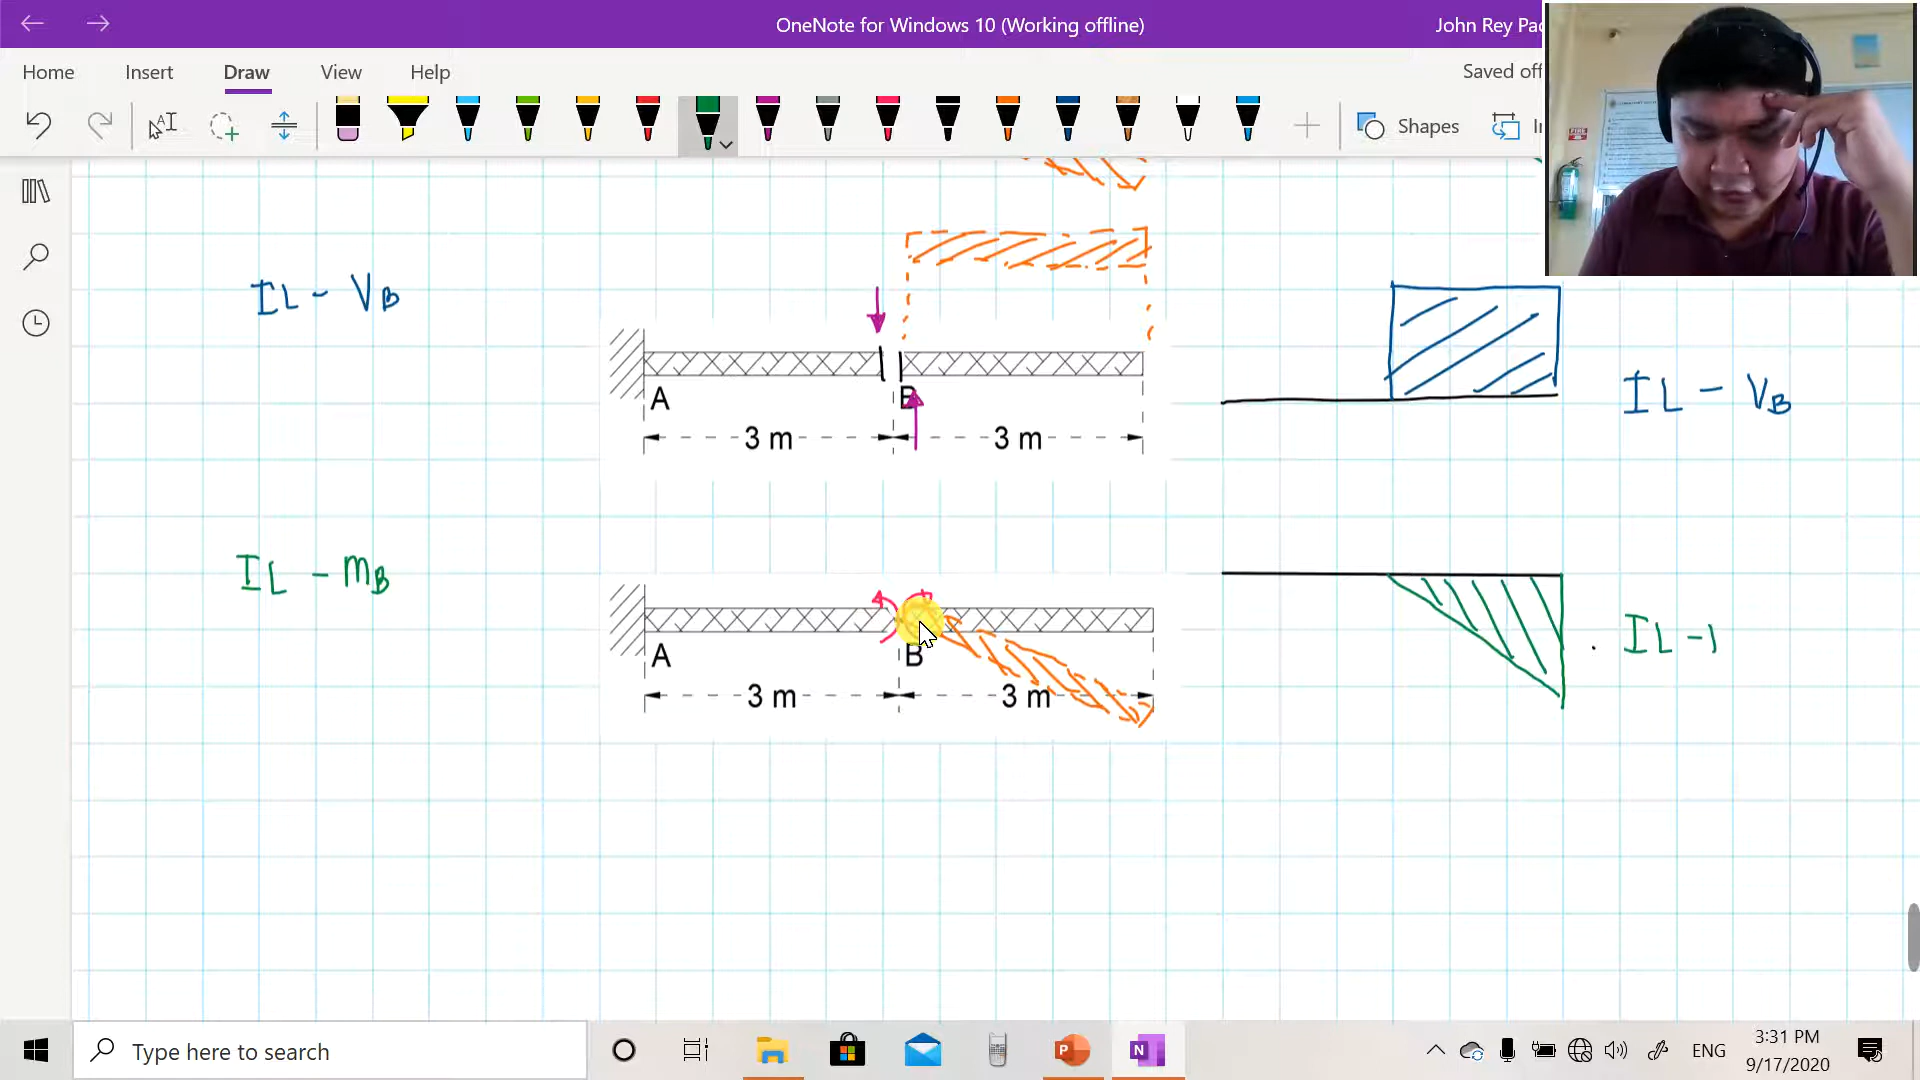 OneNote for Windows 10 (Working offline)
John Rey Pa
Home Insert Draw View Help
Saved off
Shapes
FIRE
IL - VB
A B
3 m 3 m
IL - VB
IL - MB
A B
3 m 3 m
IL -
Type here to search
ENG
3:31 PM
9/17/2020